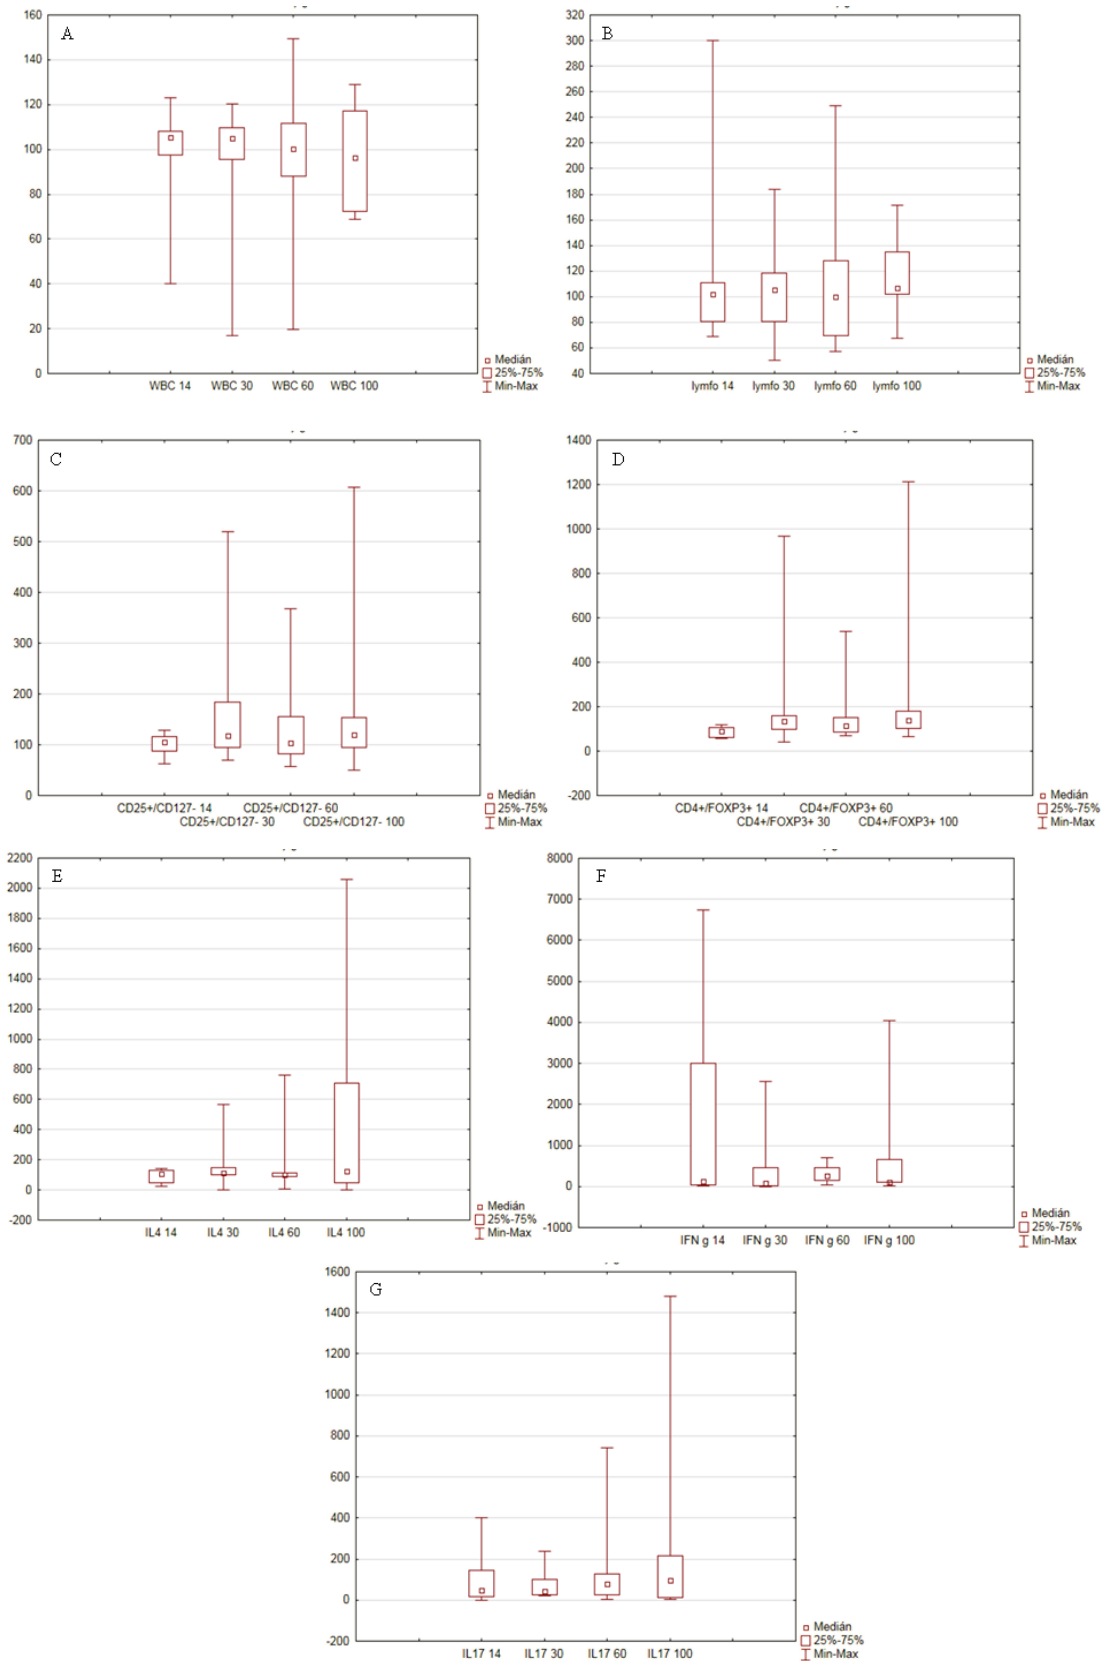 A
160
140
120
100
80
60
40
20
0
WBC 14 WBC 30 WBC 60 WBC 100
Medián
25%-75%
Min-Max
B
320
300
280
260
240
220
200
180
160
140
120
100
80
60
40
lymfo 14 lymfo 30 lymfo 60 lymfo 100
Medián
25%-75%
Min-Max
C
700
600
500
400
300
200
100
0
CD25+/CD127- 14 CD25+/CD127- 60
CD25+/CD127- 30 CD25+/CD127- 100
Medián
25%-75%
Min-Max
D
1400
1200
1000
800
600
400
200
0
-200
CD4+/FOXP3+ 14 CD4+/FOXP3+ 60
CD4+/FOXP3+ 30 CD4+/FOXP3+ 100
Medián
25%-75%
Min-Max
E
2200
2000
1800
1600
1400
1200
1000
800
600
400
200
0
-200
IL4 14 IL4 30 IL4 60 IL4 100
Medián
25%-75%
Min-Max
F
8000
7000
6000
5000
4000
3000
2000
1000
0
-1000
IFN g 14 IFN g 30 IFN g 60 IFN g 100
Medián
25%-75%
Min-Max
G
1600
1400
1200
1000
800
600
400
200
0
-200
IL17 14 IL17 30 IL17 60 IL17 100
Medián
25%-75%
Min-Max